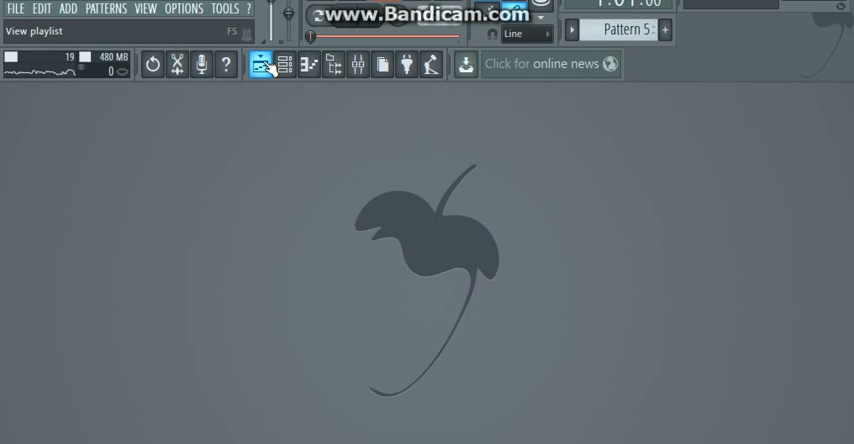 FILE EDIT ADD PATTERNS VIEW OPTIONS TOOLS ?
www.Bandicam.com
View playlist F5
Line
Pattern 5
+
19 480 MB
0
?
Click for online news